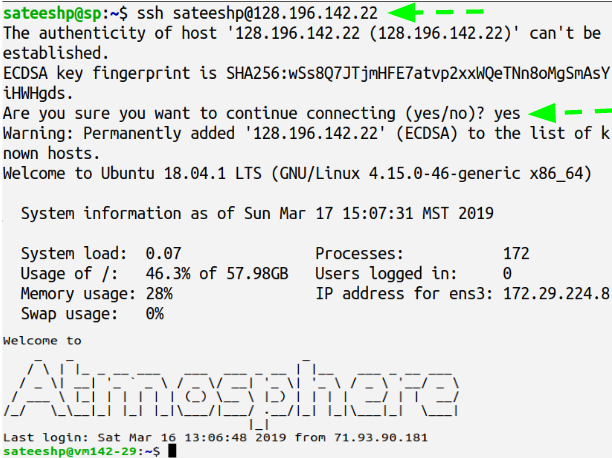 sateeshp@sp:~$ ssh sateeshp@128.196.142.22
The authenticity of host '128.196.142.22 (128.196.142.22)' can't be
established.
ECDSA key fingerprint is SHA256:wSs8Q7JTjmHFE7atvp2xxWQeTNn8oMgSmAsY
iHWHgds.
Are you sure you want to continue connecting (yes/no)? yes
Warning: Permanently added '128.196.142.22' (ECDSA) to the list of k
nown hosts.
Welcome to Ubuntu 18.04.1 LTS (GNU/Linux 4.15.0-46-generic x86_64)
System information as of Sun Mar 17 15:07:31 MST 2019
System load: 0.07 Processes: 172
Usage of /: 46.3% of 57.98GB Users logged in: 0
Memory usage: 28% IP address for ens3: 172.29.224.8
Swap usage: 0%
Welcome to
Atmosphere
Last login: Sat Mar 16 13:06:48 2019 from 71.93.90.181
sateeshp@vm142-29:~$